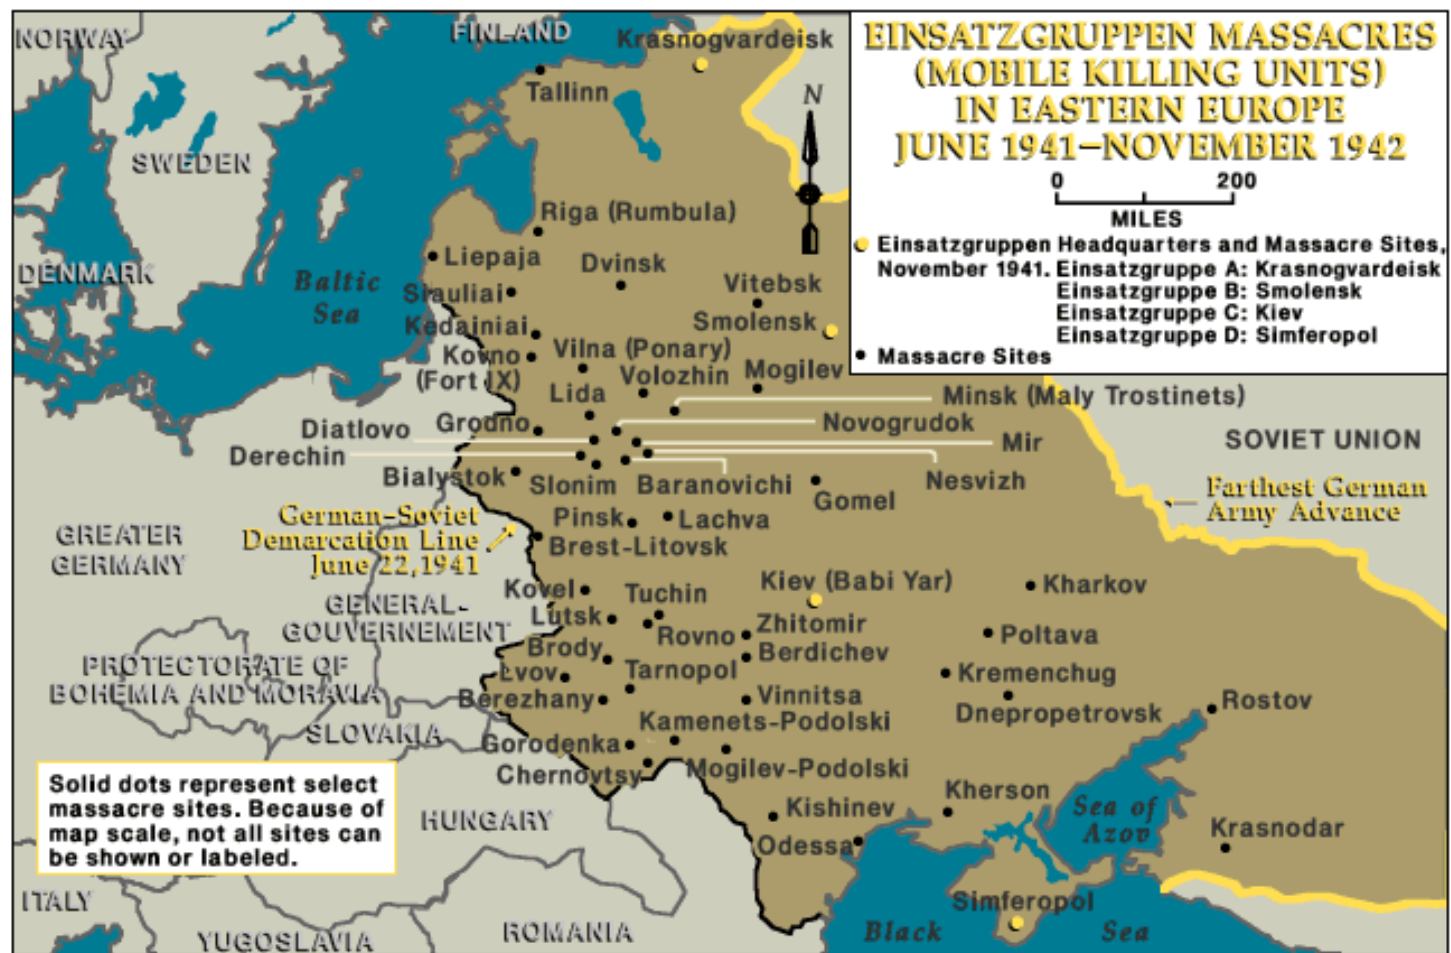 NORWAY
FINLAND
Krasnogvardeisk
EINSATZGRUPPEN MASSACRES
(MOBILE KILLING UNITS)
IN EASTERN EUROPE
JUNE 1941–NOVEMBER 1942
N
Tallinn
SWEDEN
0 200
MILES
Riga (Rumbula)
Einsatzgruppen Headquarters and Massacre Sites,
November 1941. Einsatzgruppe A: Krasnogvardeisk
Einsatzgruppe B: Smolensk
Einsatzgruppe C: Kiev
Einsatzgruppe D: Simferopol
Massacre Sites
DENMARK
Baltic
Sea
Liepaja
Dvinsk
Siauliai
Vitebsk
Kedainiai
Smolensk
Kovno
(Fort IX)
Vilna (Ponary)
Volozhin
Mogilev
Lida
Minsk (Maly Trostinets)
Diatlovo
Grodno
Novogrudok
Mir
SOVIET UNION
Derechin
Bialystok
Slonim
Baranovichi
Gomel
Nesvizh
Farthest German
Army Advance
German–Soviet
Demarcation Line
June 22,1941
Pinsk
Lachva
Brest-Litovsk
GREATER
GERMANY
Kovel
Tuchin
Kiev (Babi Yar)
Kharkov
GENERAL-
GOUVERNEMENT
Lutsk
Rovno
Zhitomir
Poltava
Brody
Berdichev
PROTECTORATE OF
BOHEMIA AND MORAVIA
Lvov
Tarnopol
Kremenchug
Berezhany
Vinnitsa
Dnepropetrovsk
Rostov
SLOVAKIA
Kamenets-Podolski
Gorodenka
Chernovtsy
Mogilev-Podolski
Solid dots represent select
massacre sites. Because of
map scale, not all sites can
be shown or labeled.
HUNGARY
Kishinev
Kherson
Sea of
Azov
Odessa
Krasnodar
ITALY
Simferopol
YUGOSLAVIA
ROMANIA
Black Sea